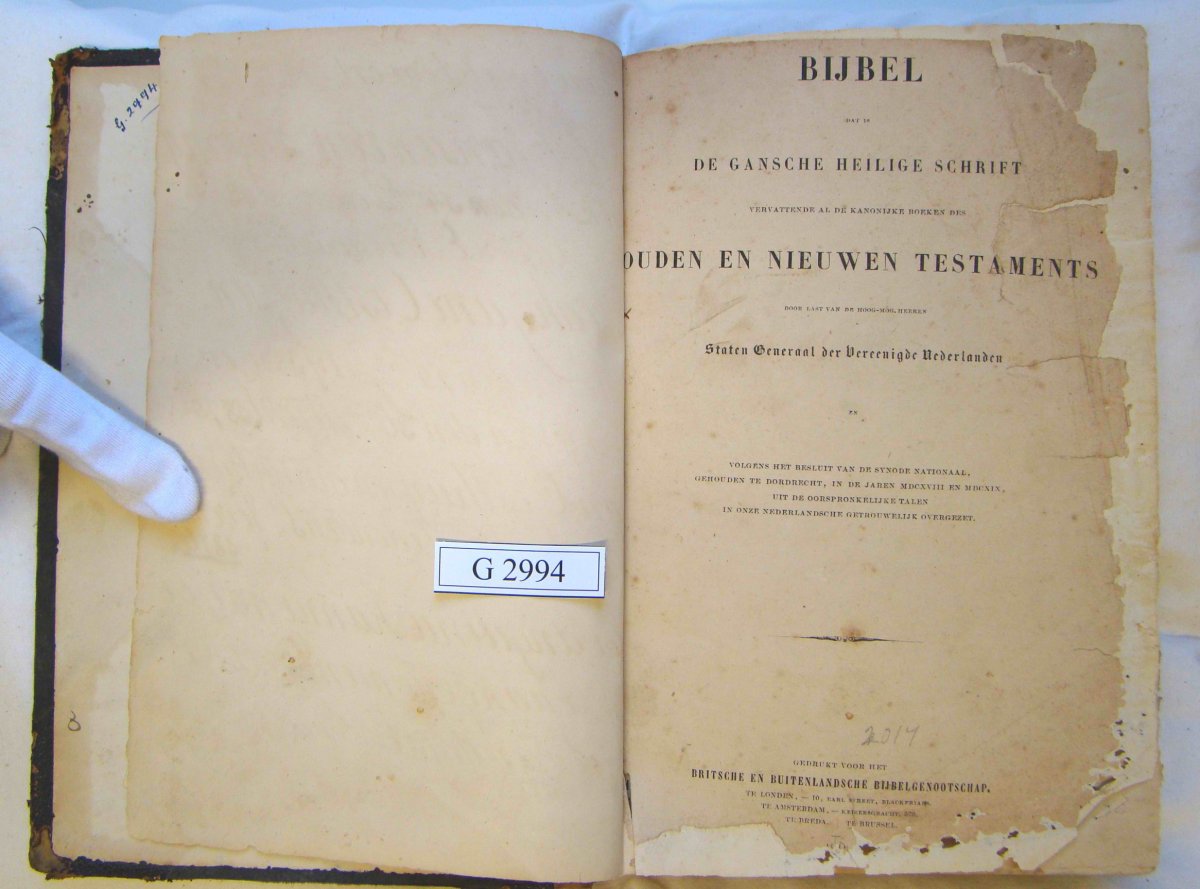 G. 2994
BIJBEL
DAT IS
DE GANSCHE HEILIGE SCHRIFT
VERVATTENDE AL DE KANONIJKE BOEKEN DES
OUDEN EN NIEUWEN TESTAMENTS
DOOR LAST VAN DE HOOG-MOG. HEEREN
Staten Generaal der Vereenigde Nederlanden
EN
VOLGENS HET BESLUIT VAN DE SYNODE NATIONAAL,
GEHOUDEN TE DORDRECHT, IN DE JAREN MDCXVIII EN MDCXIX,
UIT DE OORSPRONKELIJKE TALEN
IN ONZE NEDERLANDSCHE GETROUWELIJK OVERGEZET.
G 2994
2014
GEDRUKT VOOR HET
BRITSCHE EN BUITENLANDSCHE BIJBELGENOOTSCHAP.
TE LONDEN, — 10, EARL STREET, BLACKFRIARS.
TE AMSTERDAM, — KEIZERSGRACHT, 573.
TE BREDA. TE BRUSSEL.